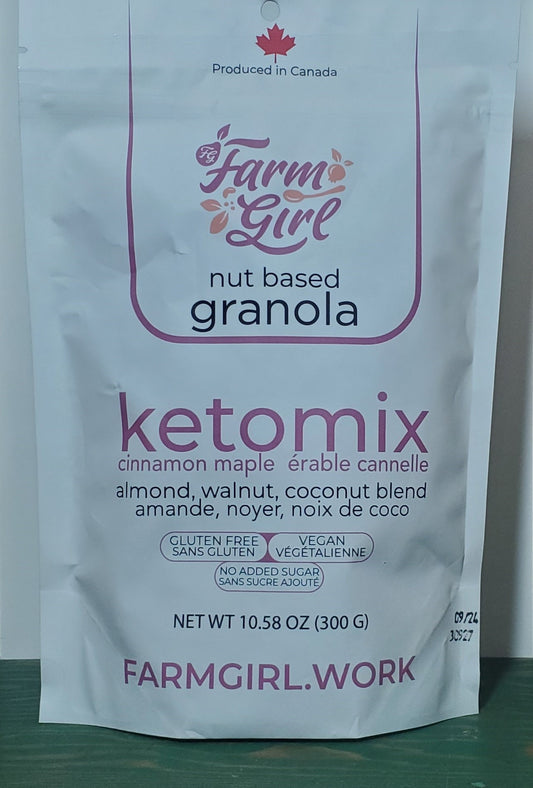 Produced in Canada
FG
Farm
Girl
nut based
granola
ketomix
cinnamon maple érable cannelle
almond, walnut, coconut blend
amande, noyer, noix de coco
GLUTEN FREE
SANS GLUTEN
VEGAN
VÉGÉTALIENNE
NO ADDED SUGAR
SANS SUCRE AJOUTÉ
NET WT 10.58 OZ (300 G)
09/24
30927
FARMGIRL.WORK